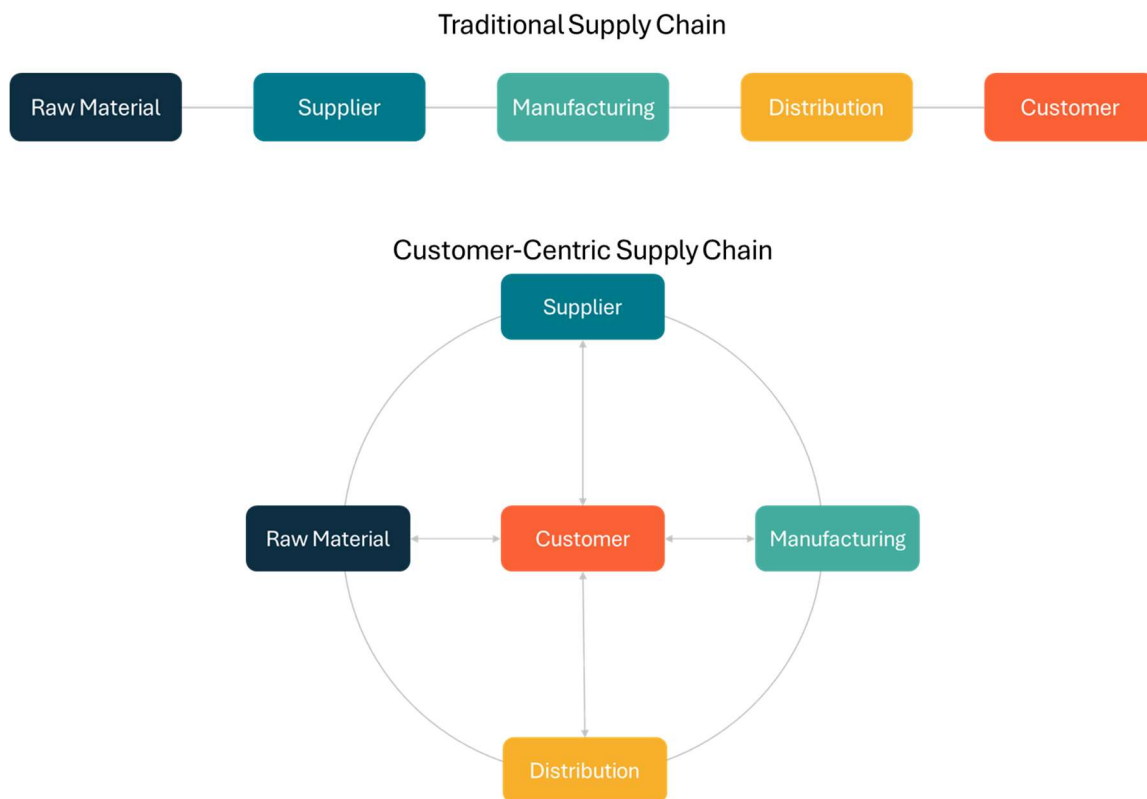 Traditional Supply Chain
Raw Material
Supplier
Manufacturing
Distribution
Customer
Customer-Centric Supply Chain
Supplier
Raw Material
Customer
Manufacturing
Distribution